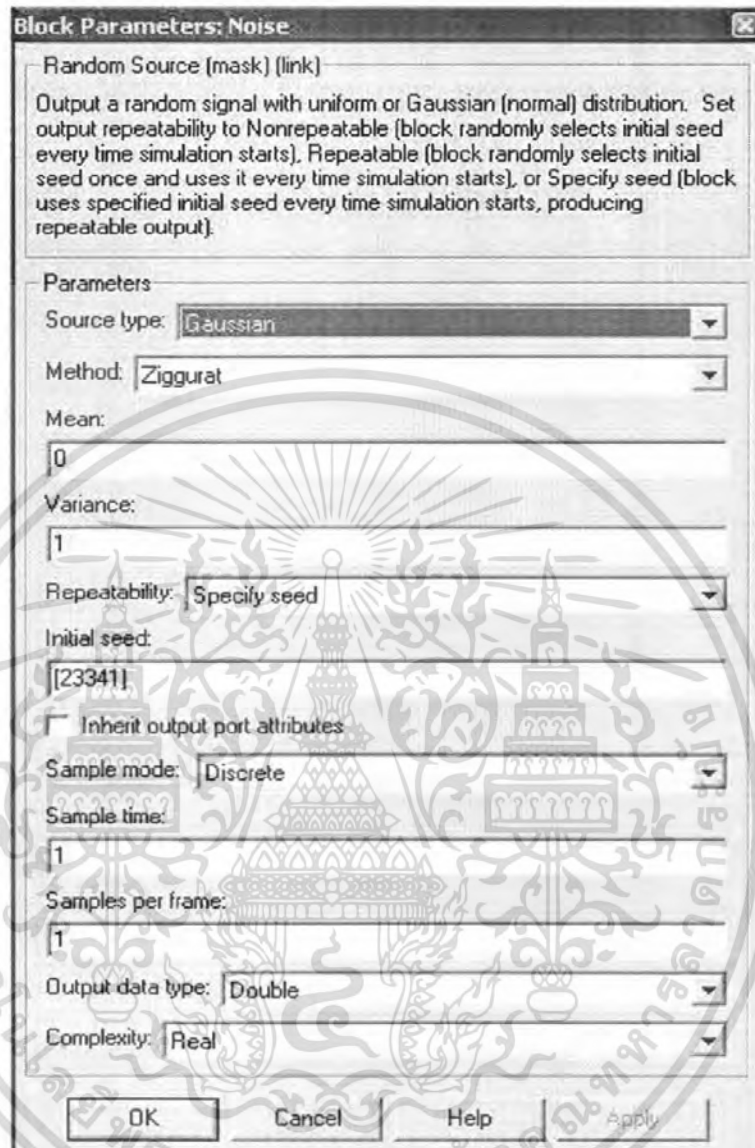 Block Parameters: Noise
Random Source (mask) (link)
Output a random signal with uniform or Gaussian (normal) distribution. Set
output repeatability to Nonrepeatable (block randomly selects initial seed
every time simulation starts), Repeatable (block randomly selects initial
seed once and uses it every time simulation starts), or Specify seed (block
uses specified initial seed every time simulation starts, producing
repeatable output).
Parameters
Source type: Gaussian
Method: Ziggurat
Mean:
0
Variance:
1
Repeatability: Specify seed
Initial seed:
[23341]
Inherit output port attributes
Sample mode: Discrete
Sample time:
1
Samples per frame:
1
Output data type: Double
Complexity: Real
OK Cancel Help Apply